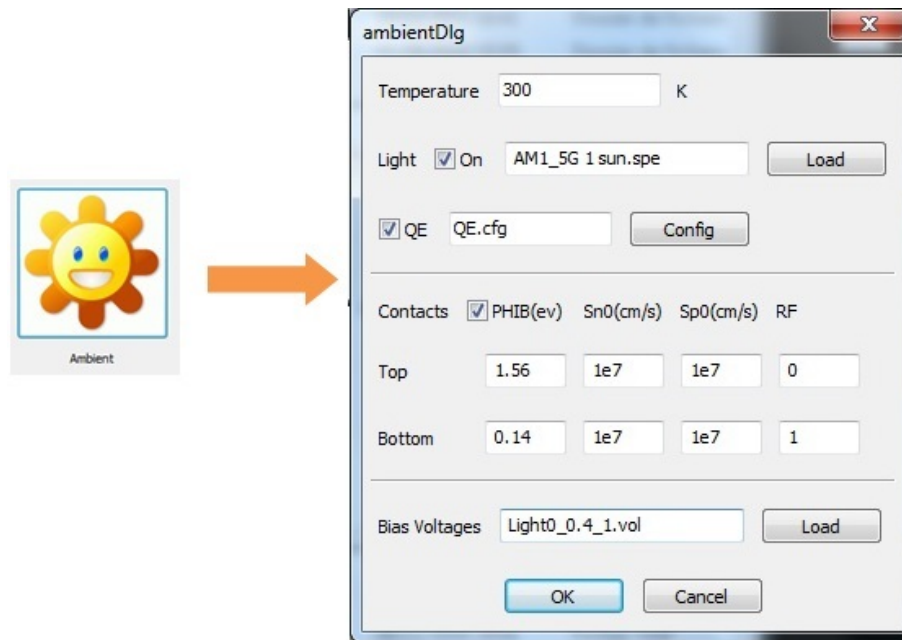 ambientDlg
Temperature 300 K
Light On AM1_5G 1 sun.spe Load
QE QE.cfg Config
Ambient
Contacts PHIB(ev) Sn0(cm/s) Sp0(cm/s) RF
Top 1.56 1e7 1e7 0
Bottom 0.14 1e7 1e7 1
Bias Voltages Light0_0.4_1.vol Load
OK Cancel